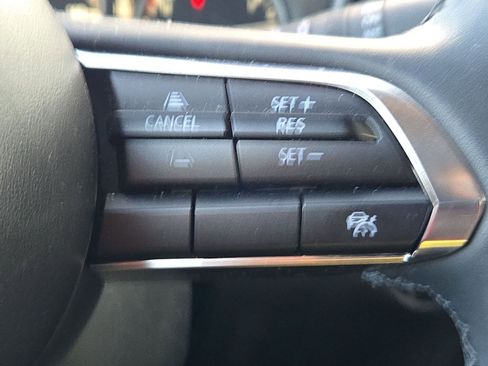 SET +
CANCEL RES
SET −